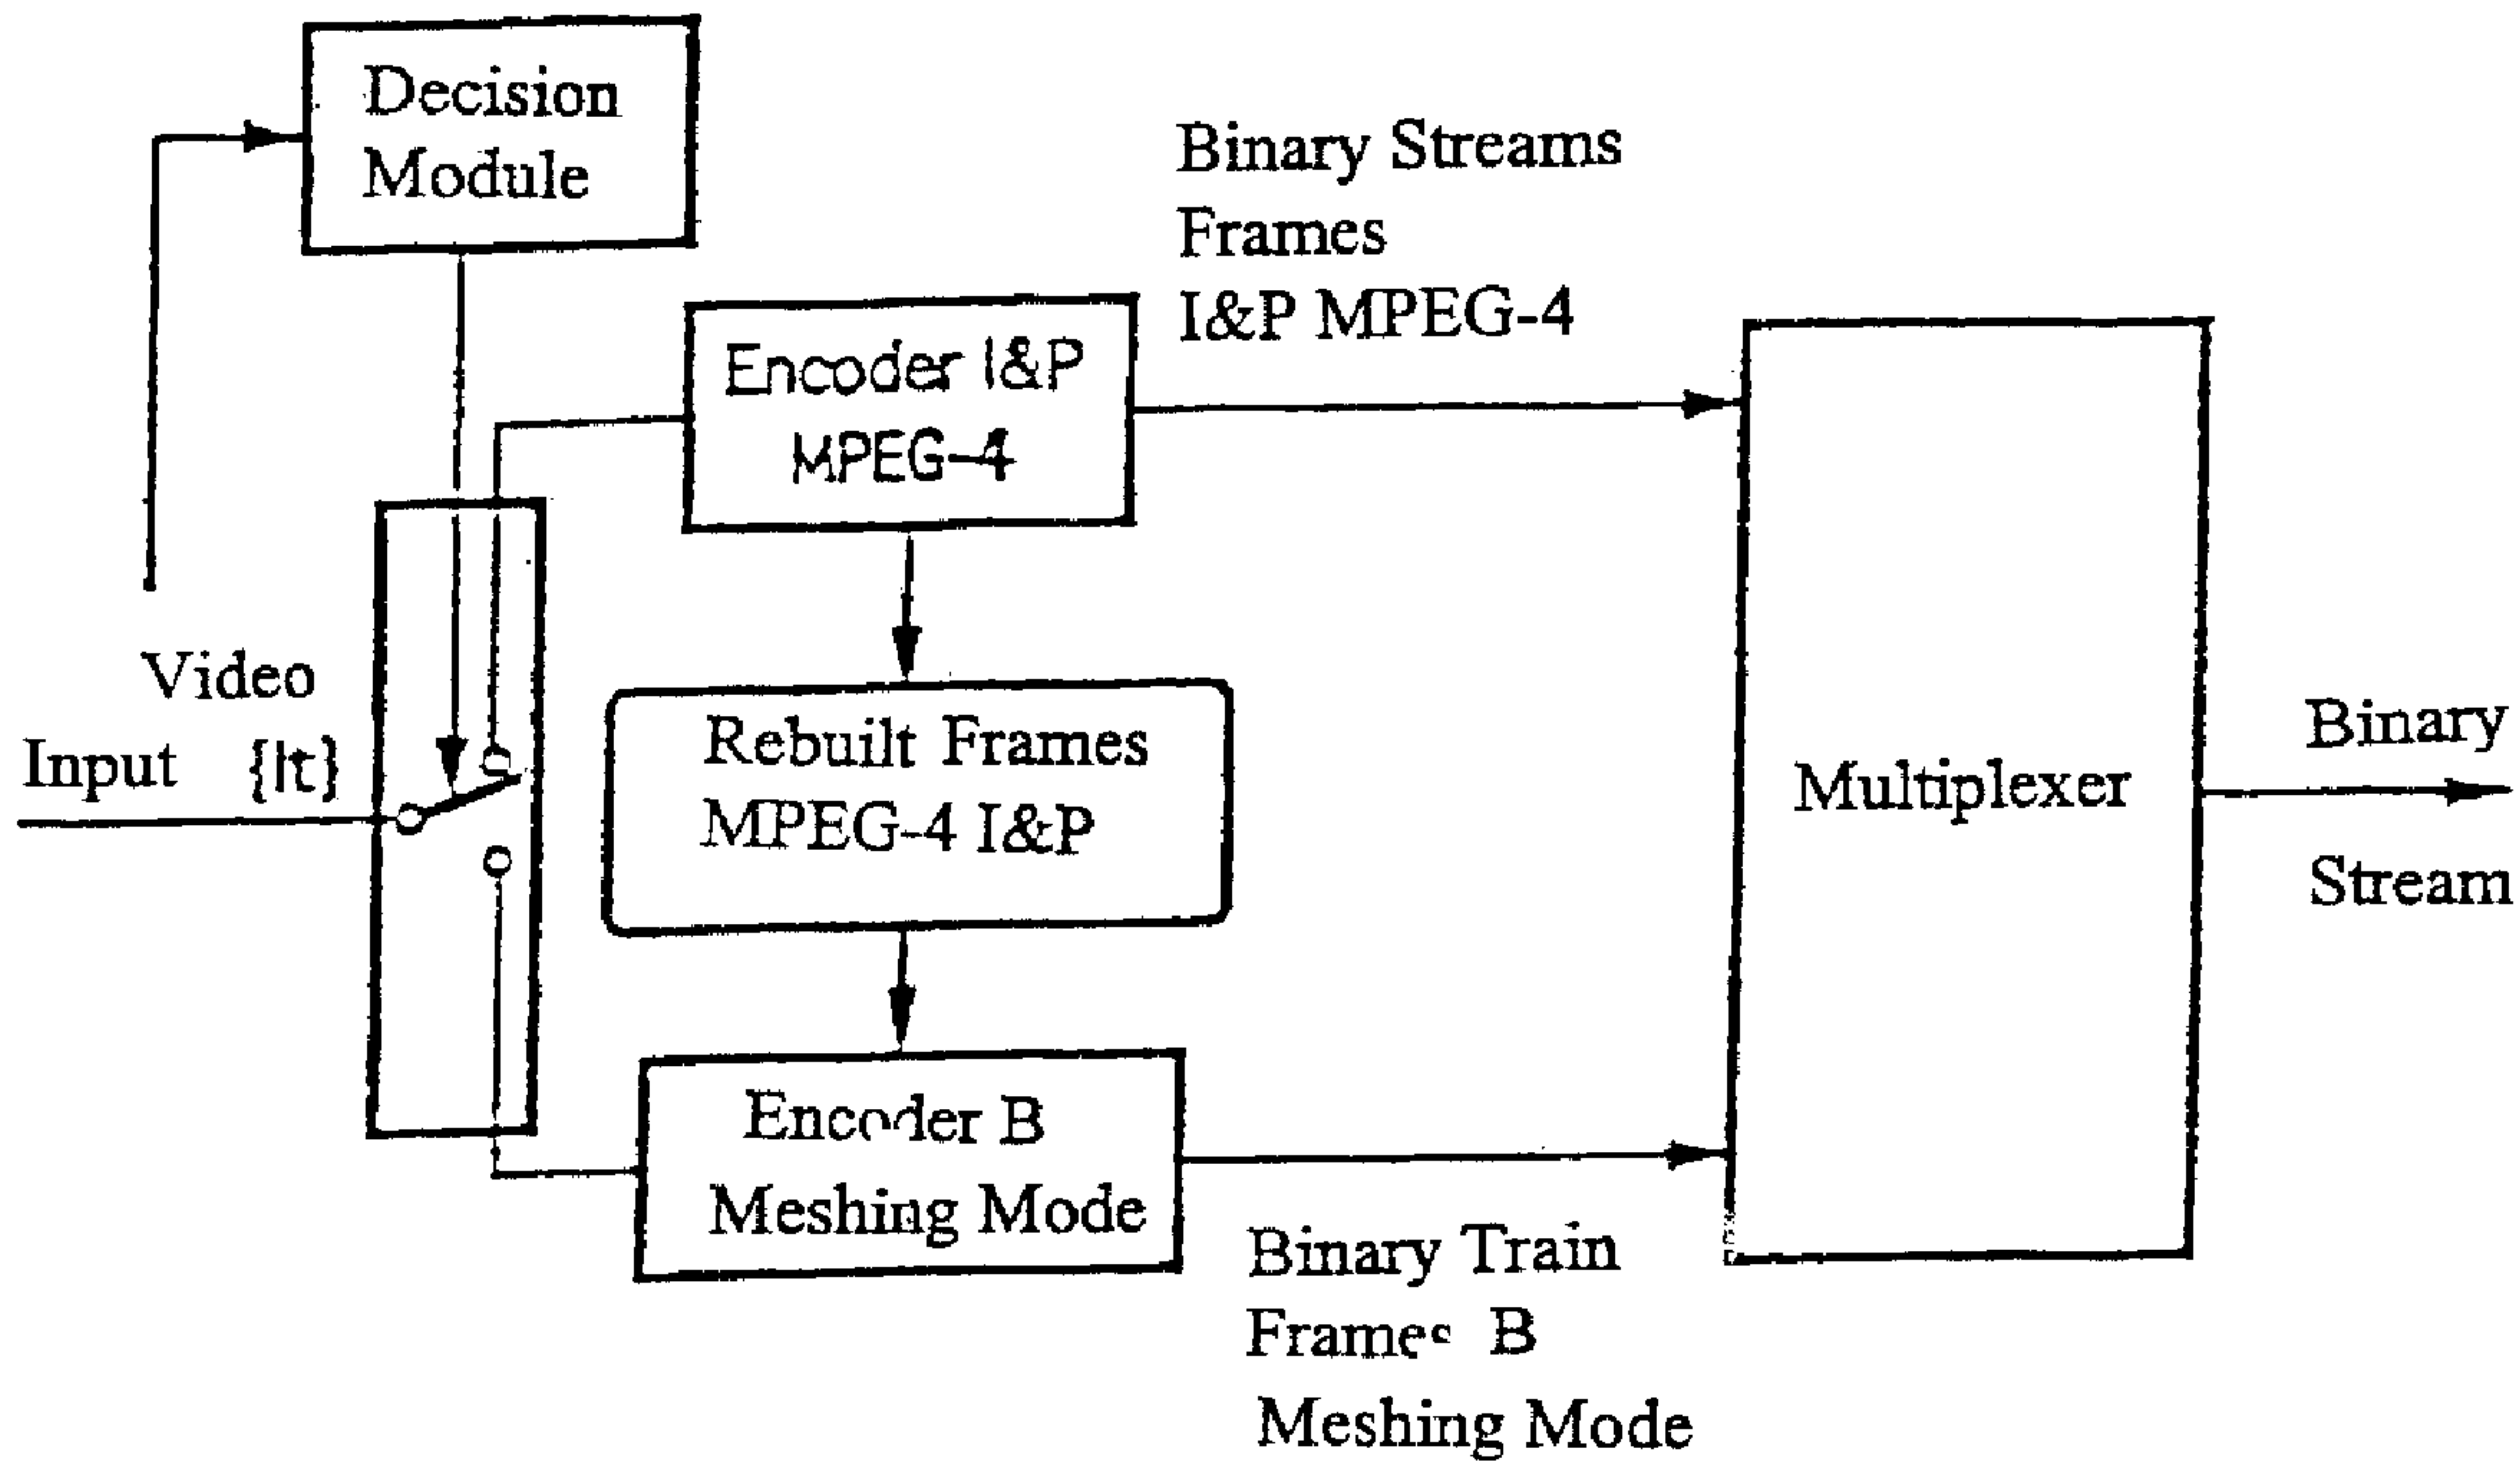 Decision
Module
Binary Streams
Frames
I&P MPEG-4
Encoder I&P
MPEG-4
Video
Input {It}
Rebuilt Frames
MPEG-4 I&P
Multiplexer
Binary
Stream
Encoder B
Meshing Mode
Binary Train
Frames B
Meshing Mode